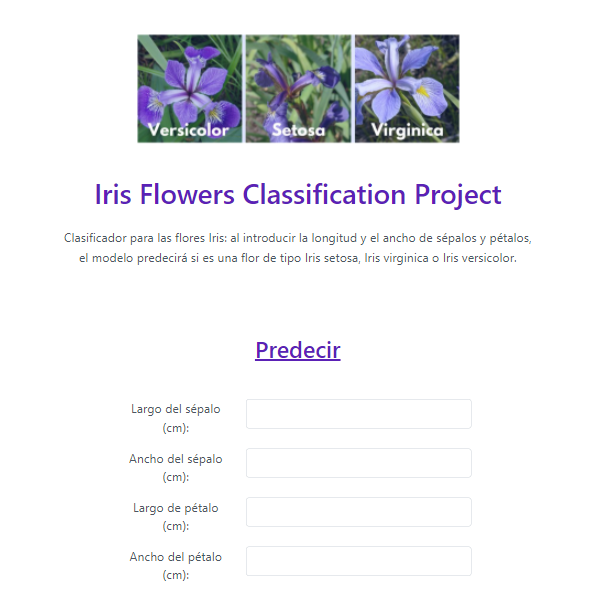 Versicolor Setosa Virginica
Iris Flowers Classification Project
Clasificador para las flores Iris: al introducir la longitud y el ancho de sépalos y pétalos,
el modelo predecirá si es una flor de tipo Iris setosa, Iris virginica o Iris versicolor.
Predecir
Largo del sépalo
(cm):
Ancho del sépalo
(cm):
Largo de pétalo
(cm):
Ancho del pétalo
(cm):